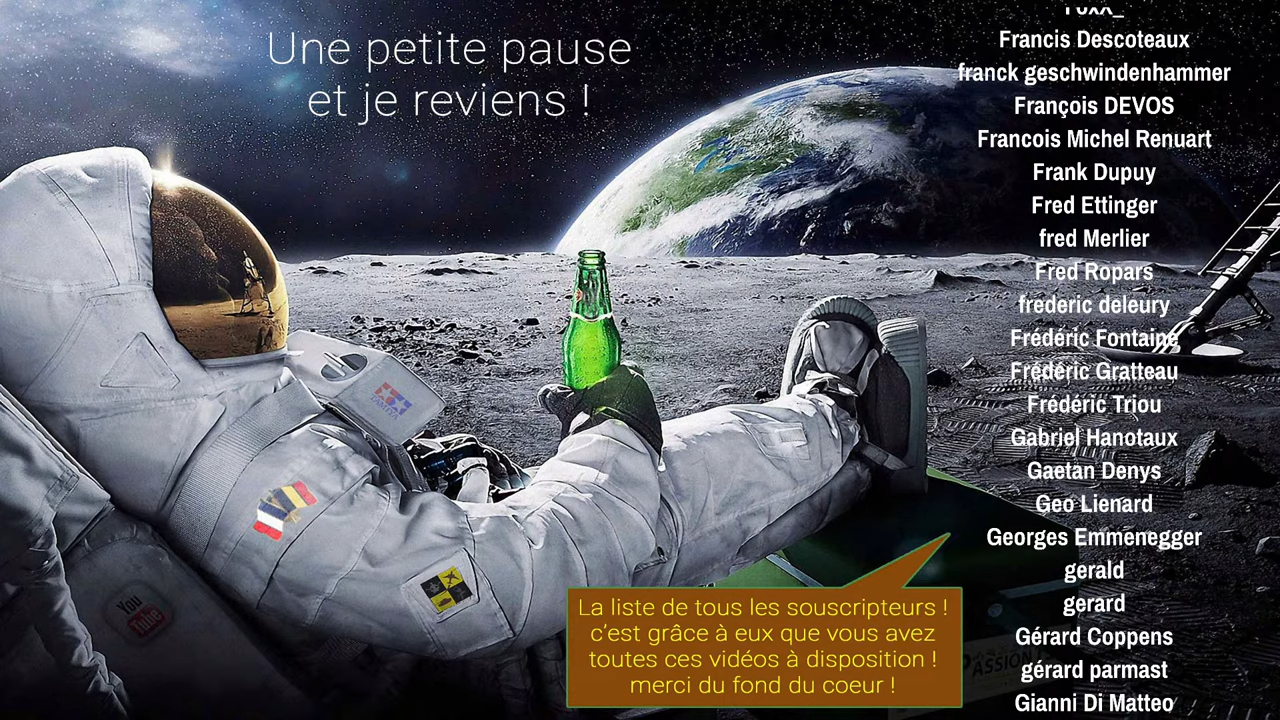 Une petite pause
et je reviens !
Francis Descoteaux
franck geschwindenhammer
François DEVOS
Francois Michel Renuart
Frank Dupuy
Fred Ettinger
fred Merlier
Fred Ropars
frederic deleury
Frédéric Fontaine
Frédéric Gratteau
Frédéric Triou
Gabriel Hanotaux
Gaetan Denys
Geo Lienard
Georges Emmenegger
gerald
gerard
Gérard Coppens
gérard parmast
Gianni Di Matteo
La liste de tous les souscripteurs !
c'est grâce à eux que vous avez
toutes ces vidéos à disposition !
merci du fond du coeur !
You
Tube
PASSION